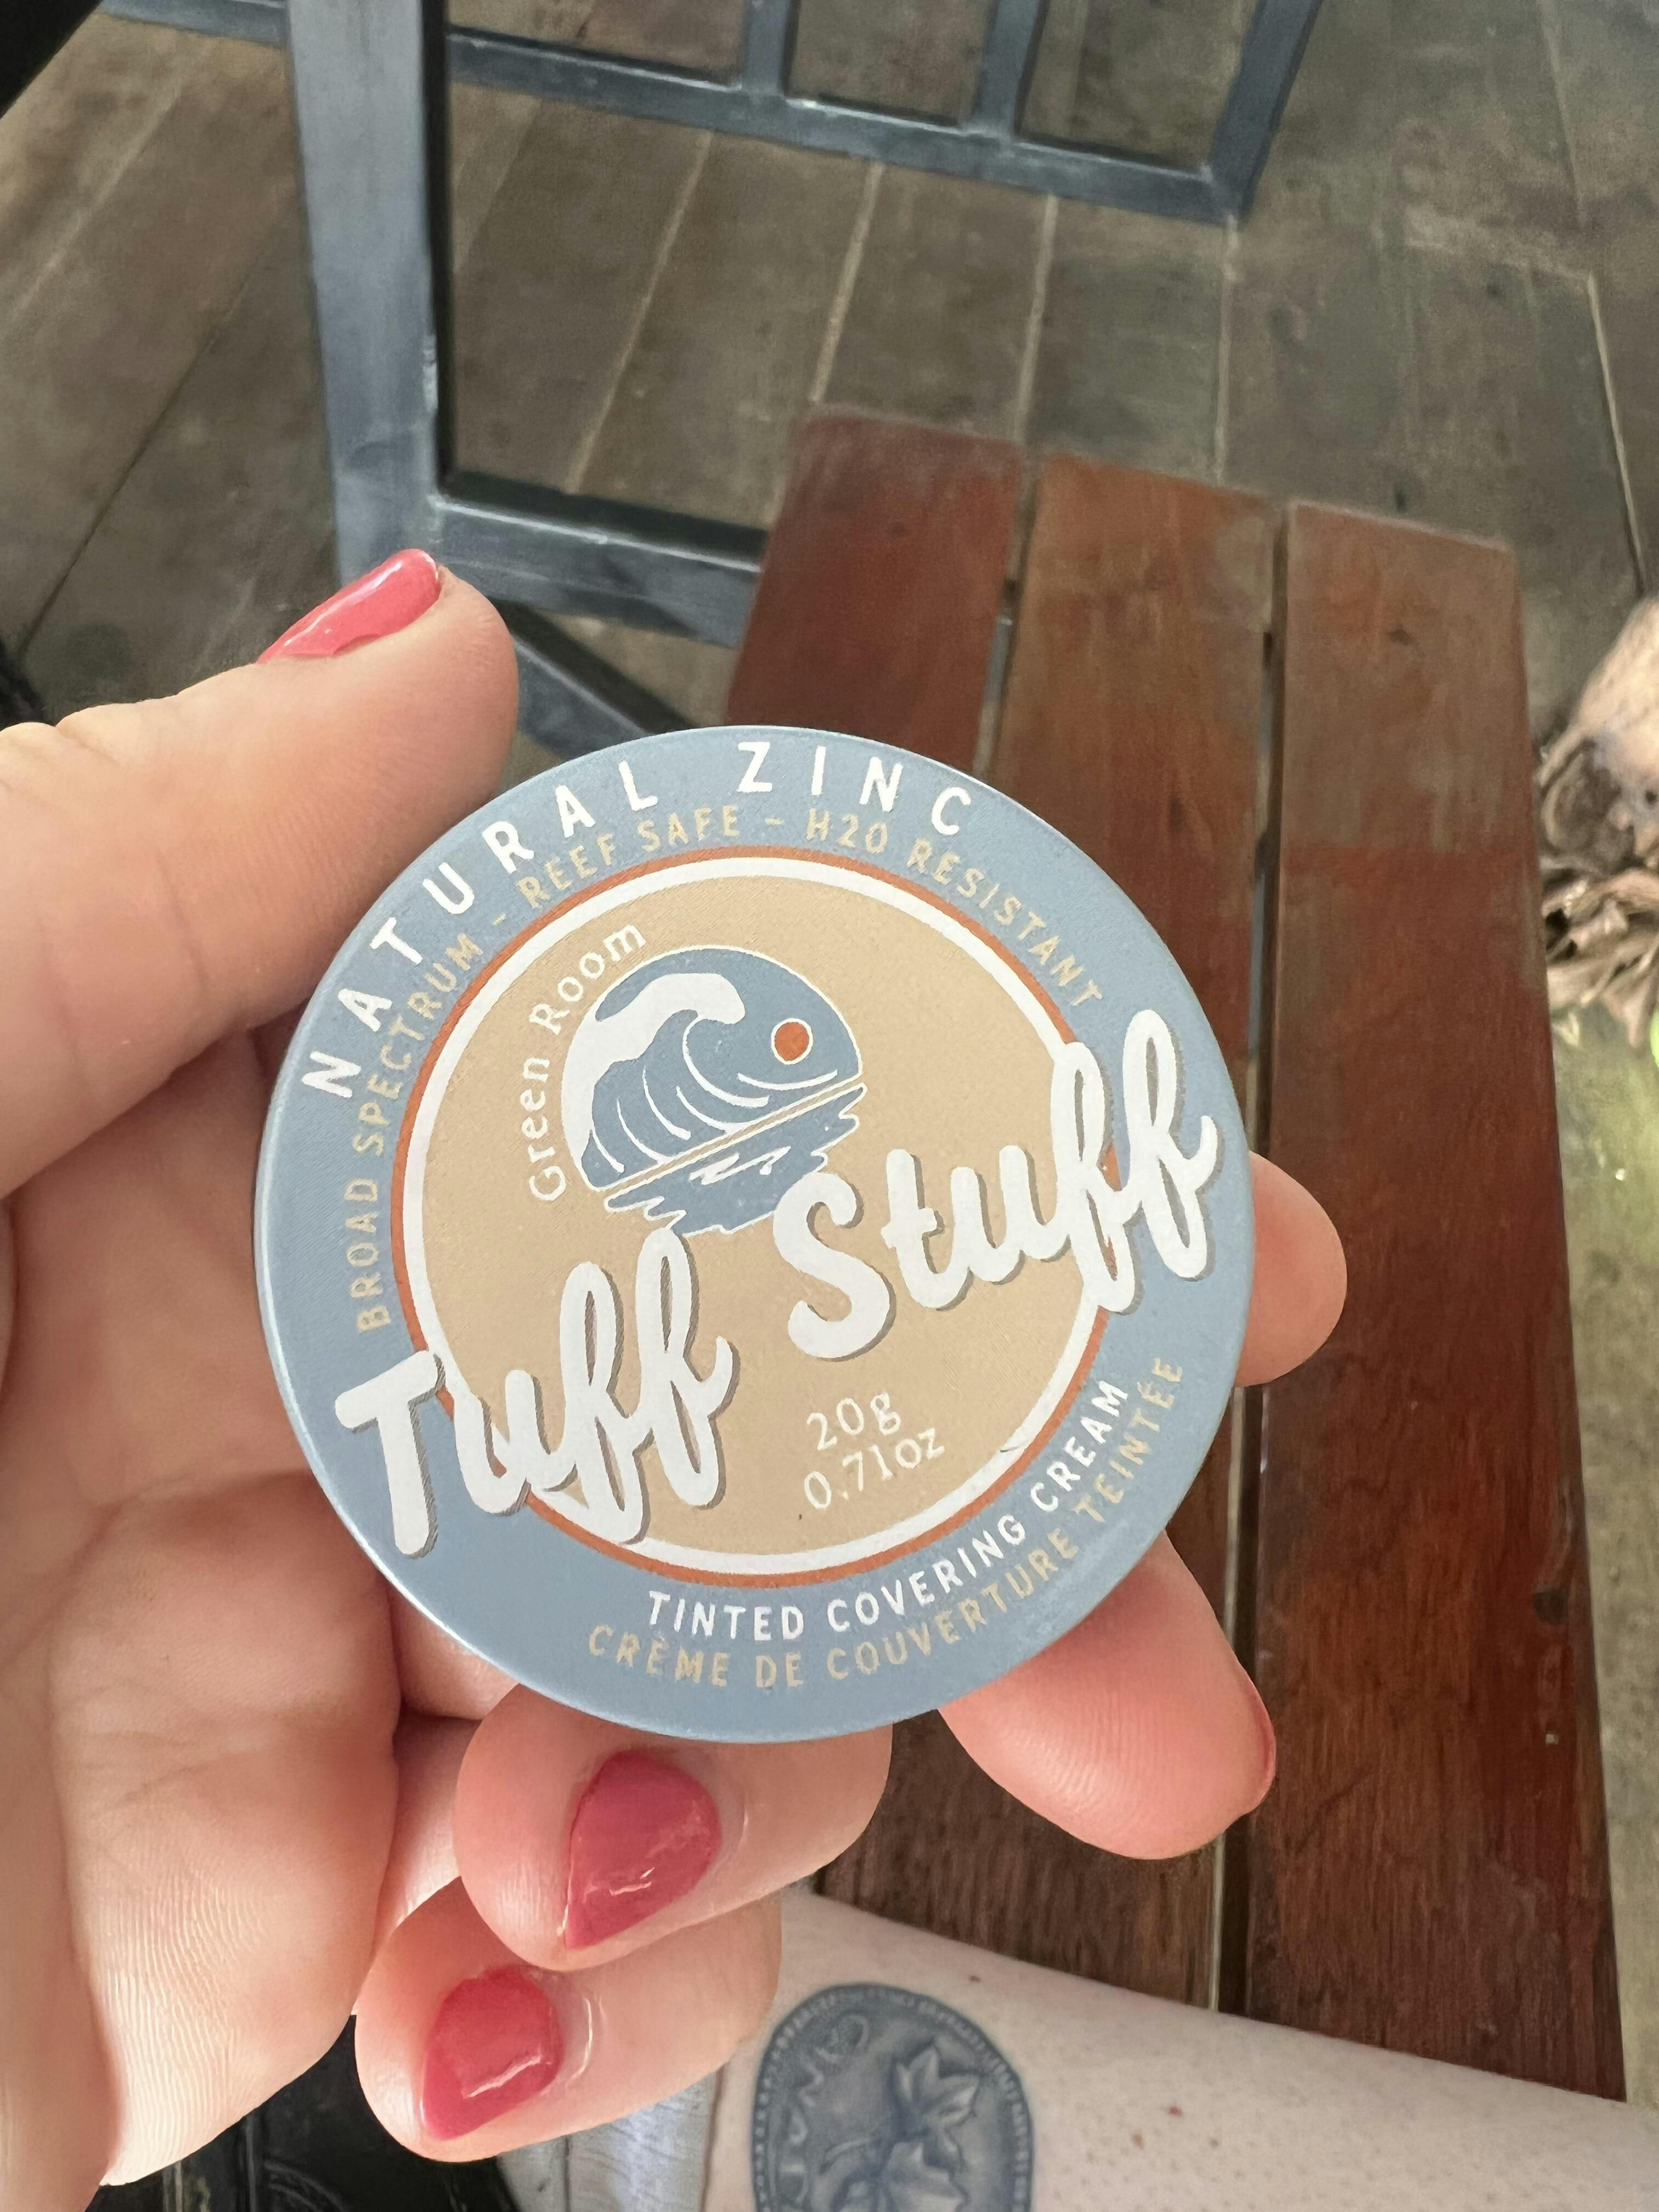 NATURAL ZINC
BROAD SPECTRUM - REEF SAFE - H2O RESISTANT
Green Room
Tuff Stuff
20g
0.71oz
TINTED COVERING CREAM
CRÈME DE COUVERTURE TEINTÉE